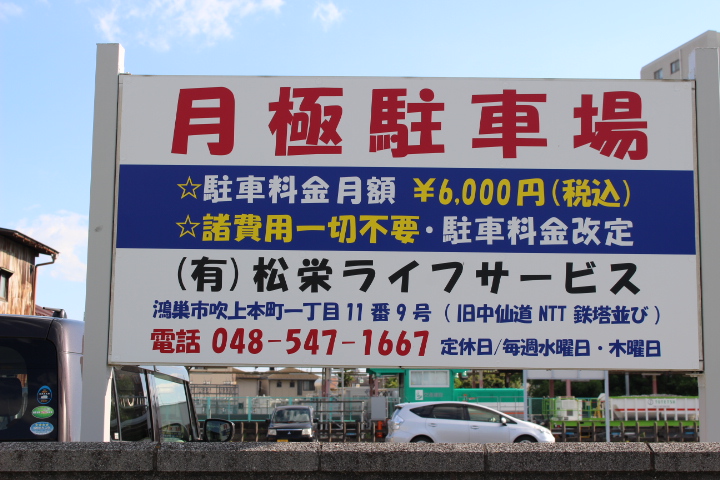 月極駐車場
☆駐車料金月額 ¥6,000円(税込)
☆諸費用一切不要・駐車料金改定
(有)松栄ライフサービス
鴻巣市吹上本町一丁目11番9号 (旧中仙道NTT鉄塔並び)
電話 048-547-1667 定休日/毎週水曜日・木曜日